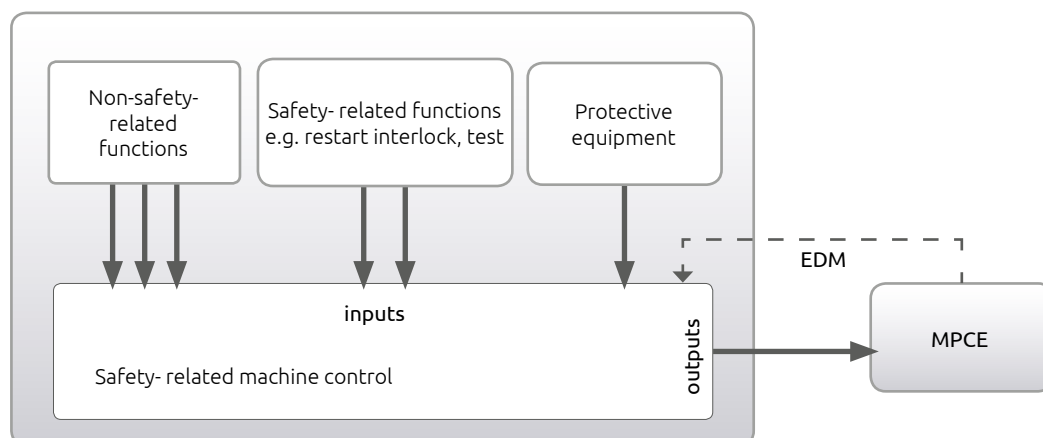 Non-safety-
related
functions
Safety- related functions
e.g. restart interlock, test
Protective
equipment
EDM
inputs
outputs
MPCE
Safety- related machine control